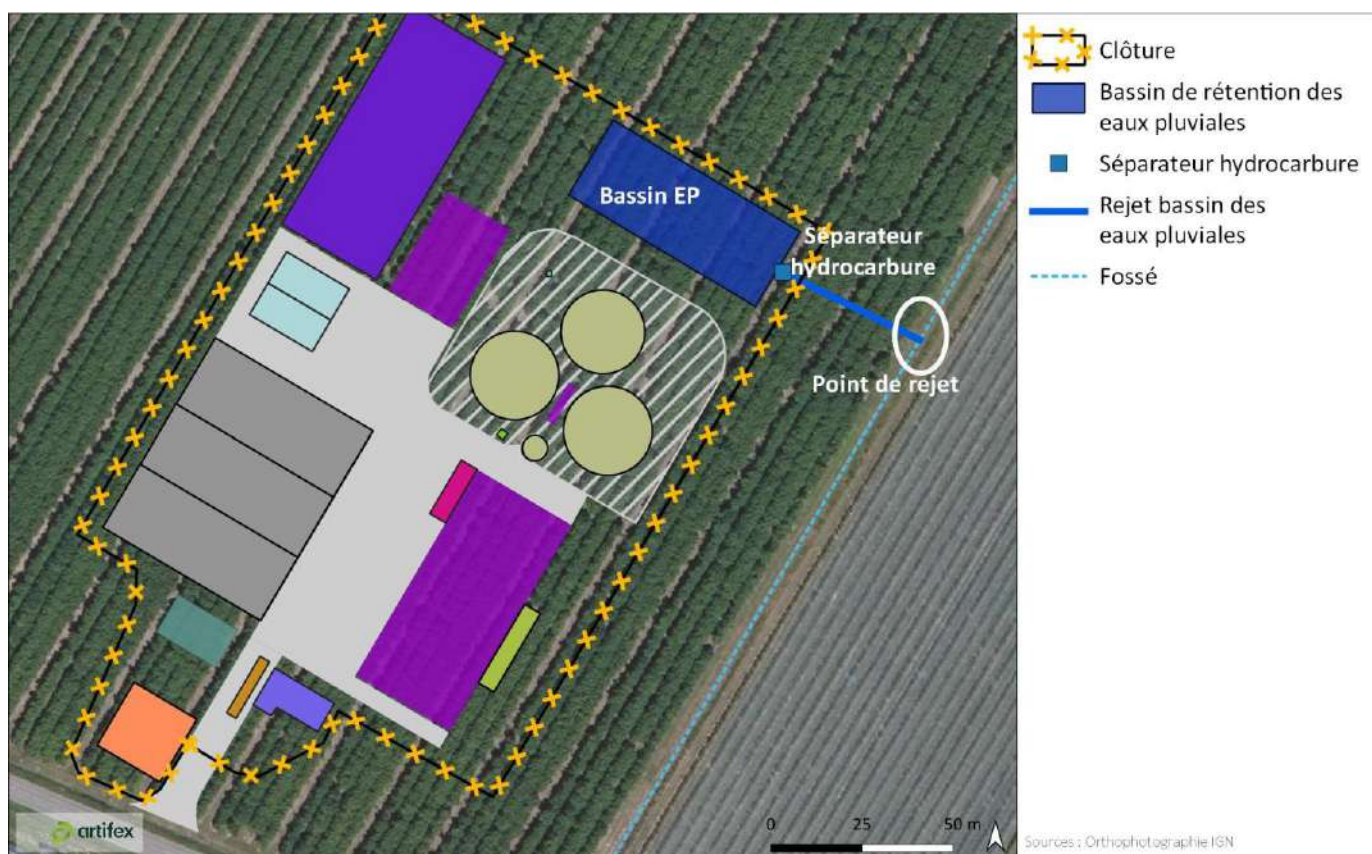 Clôture
Bassin de rétention des
eaux pluviales
Séparateur hydrocarbure
Rejet bassin des
eaux pluviales
Fossé
Bassin EP
Séparateur
hydrocarbure
Point de rejet
artifex
0 25 50 m
Sources : Orthophotographie IGN